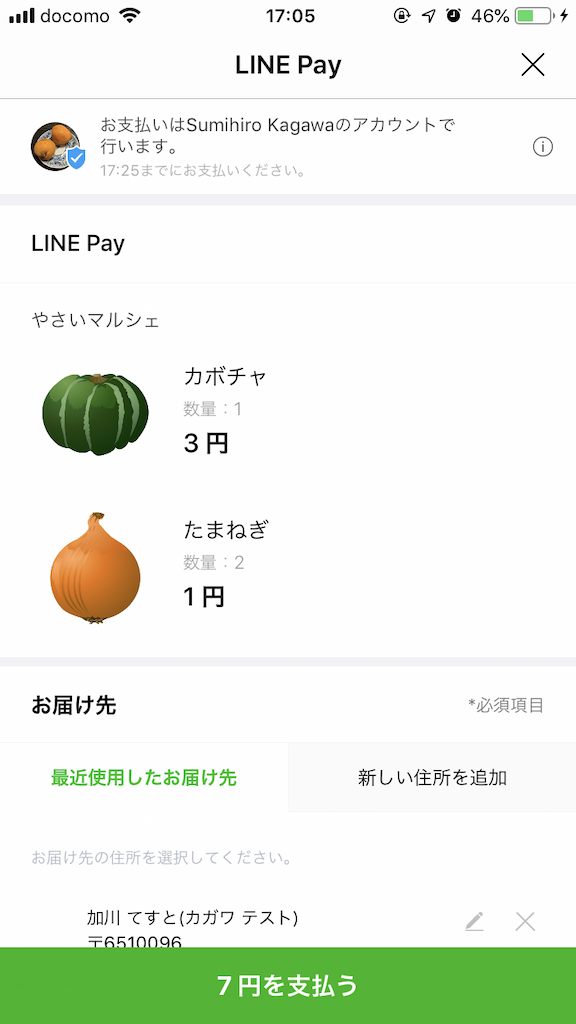 docomo 17:05 46%
LINE Pay
お支払いはSumihiro Kagawaのアカウントで
行います。
17:25までにお支払いください。
LINE Pay
やさいマルシェ
カボチャ
数量：1
3 円
たまねぎ
数量：2
1 円
お届け先 *必須項目
最近使用したお届け先 新しい住所を追加
お届け先の住所を選択してください。
加川 てすと(カガワ テスト)
〒6510096
7 円を支払う